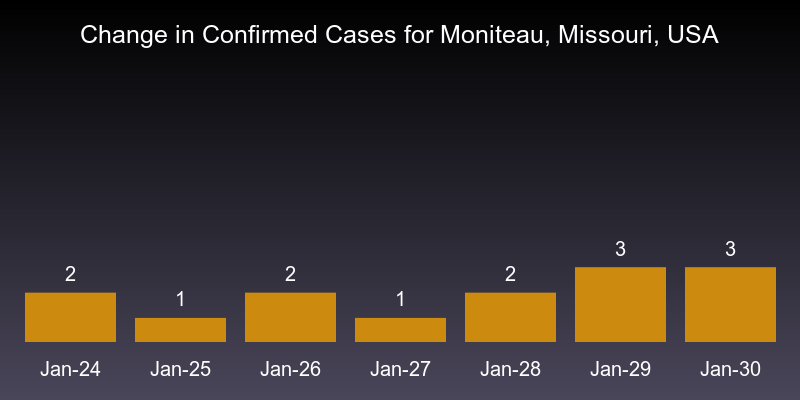 Change in Confirmed Cases for Moniteau, Missouri, USA
2 1 2 1 2 3 3
Jan-24 Jan-25 Jan-26 Jan-27 Jan-28 Jan-29 Jan-30